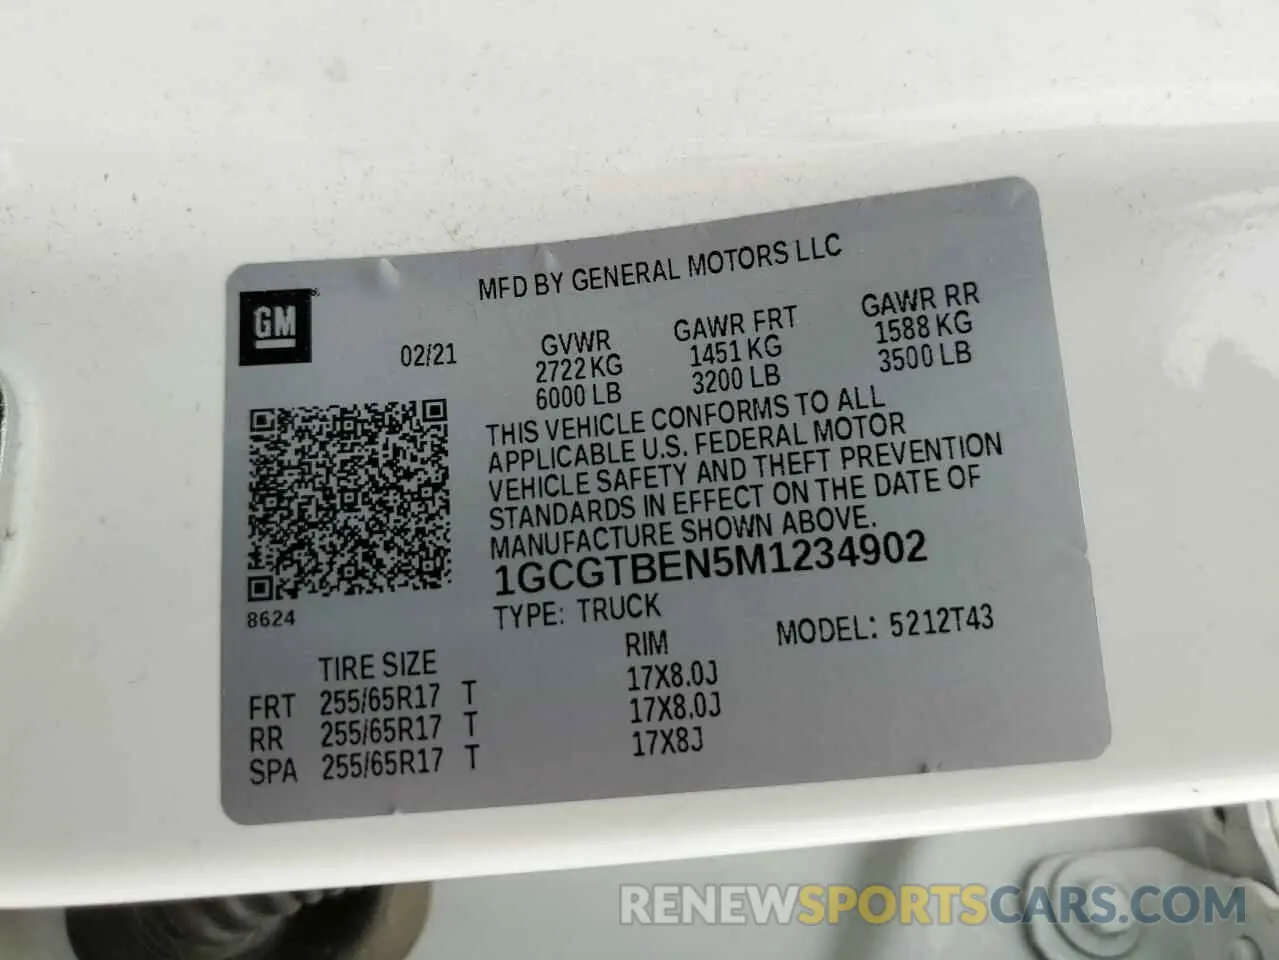 MFD BY GENERAL MOTORS LLC
GM
02/21
GVWR
2722 KG
6000 LB
GAWR FRT
1451 KG
3200 LB
GAWR RR
1588 KG
3500 LB
THIS VEHICLE CONFORMS TO ALL
APPLICABLE U.S. FEDERAL MOTOR
VEHICLE SAFETY AND THEFT PREVENTION
STANDARDS IN EFFECT ON THE DATE OF
MANUFACTURE SHOWN ABOVE.
1GCGTBEN5M1234902
8624
TYPE: TRUCK
MODEL: 5212T43
TIRE SIZE RIM
FRT 255/65R17 T 17X8.0J
RR 255/65R17 T 17X8.0J
SPA 255/65R17 T 17X8J
RENEWSPORTSCARS.COM